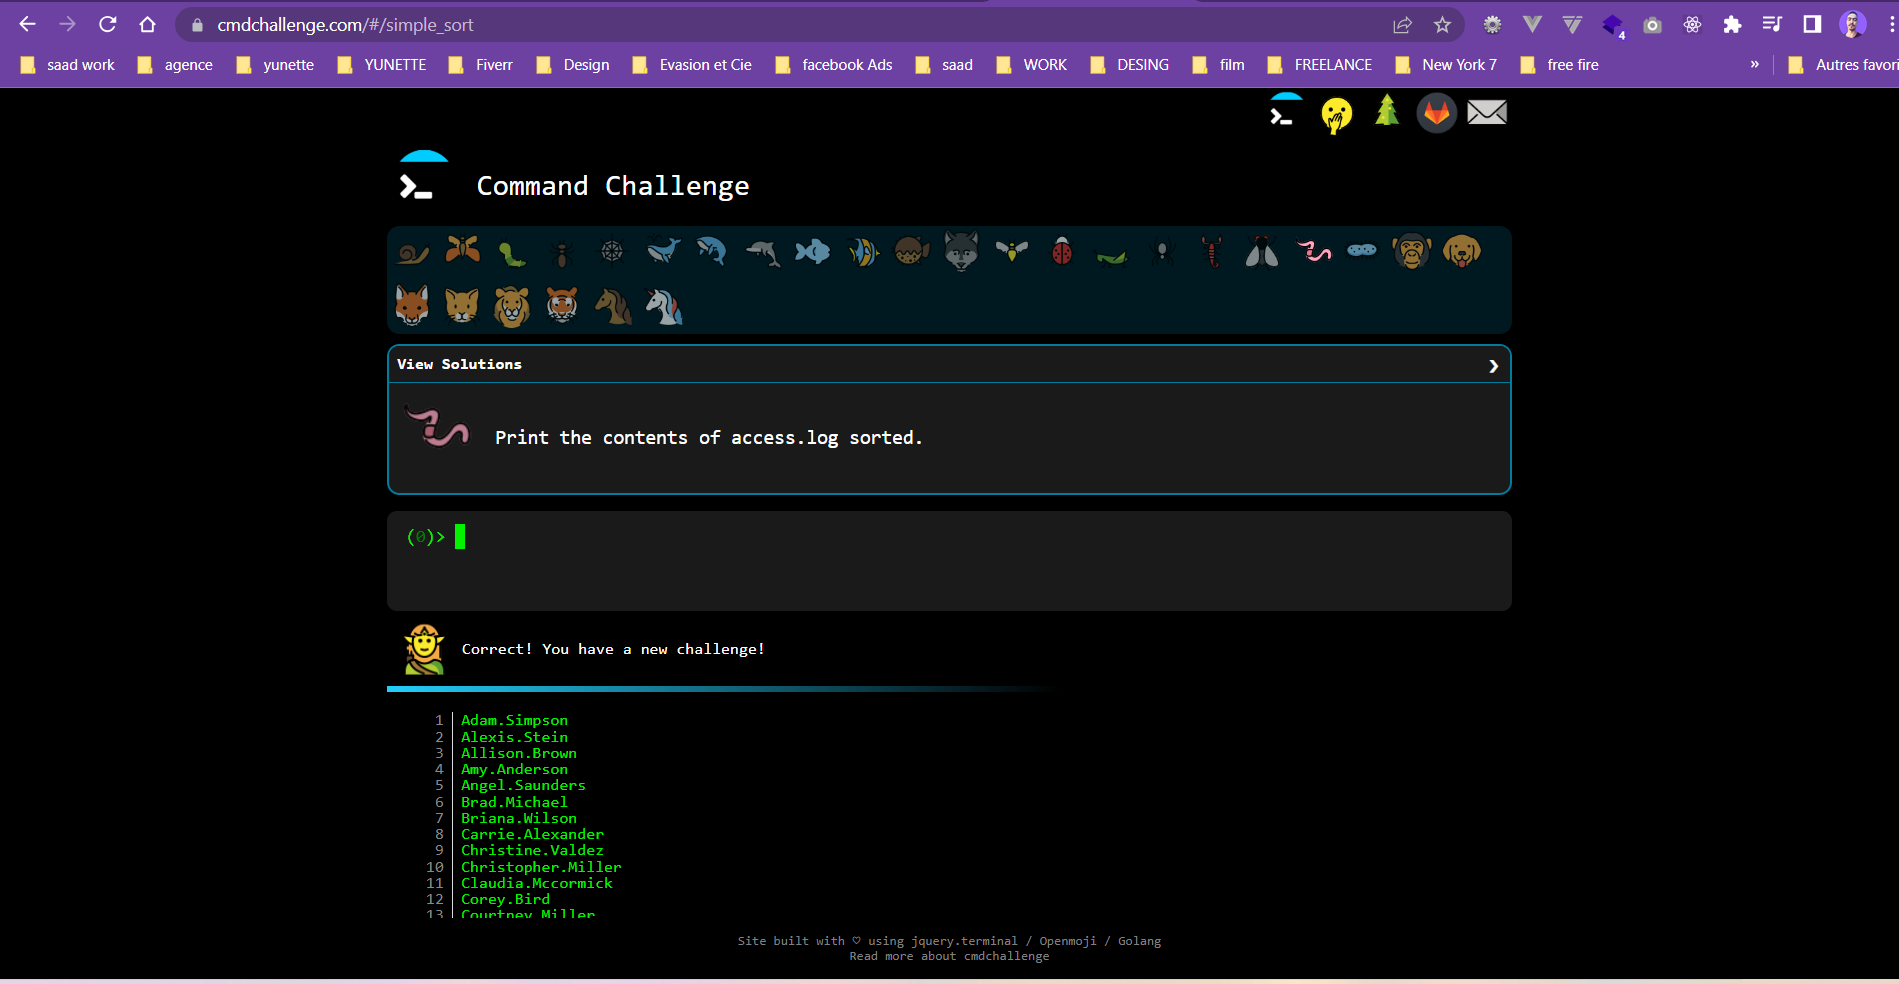 cmdchallenge.com/#/simple_sort
4
saad work agence yunette YUNETTE Fiverr Design Evasion et Cie facebook Ads saad WORK DESING film FREELANCE New York 7 free fire » Autres favori
Command Challenge
View Solutions
Print the contents of access.log sorted.
(0)>
Correct! You have a new challenge!
1 Adam.Simpson
2 Alexis.Stein
3 Allison.Brown
4 Amy.Anderson
5 Angel.Saunders
6 Brad.Michael
7 Briana.Wilson
8 Carrie.Alexander
9 Christine.Valdez
10 Christopher.Miller
11 Claudia.Mccormick
12 Corey.Bird
13 Courtney.Miller
Site built with ♡ using jquery.terminal / Openmoji / Golang
Read more about cmdchallenge